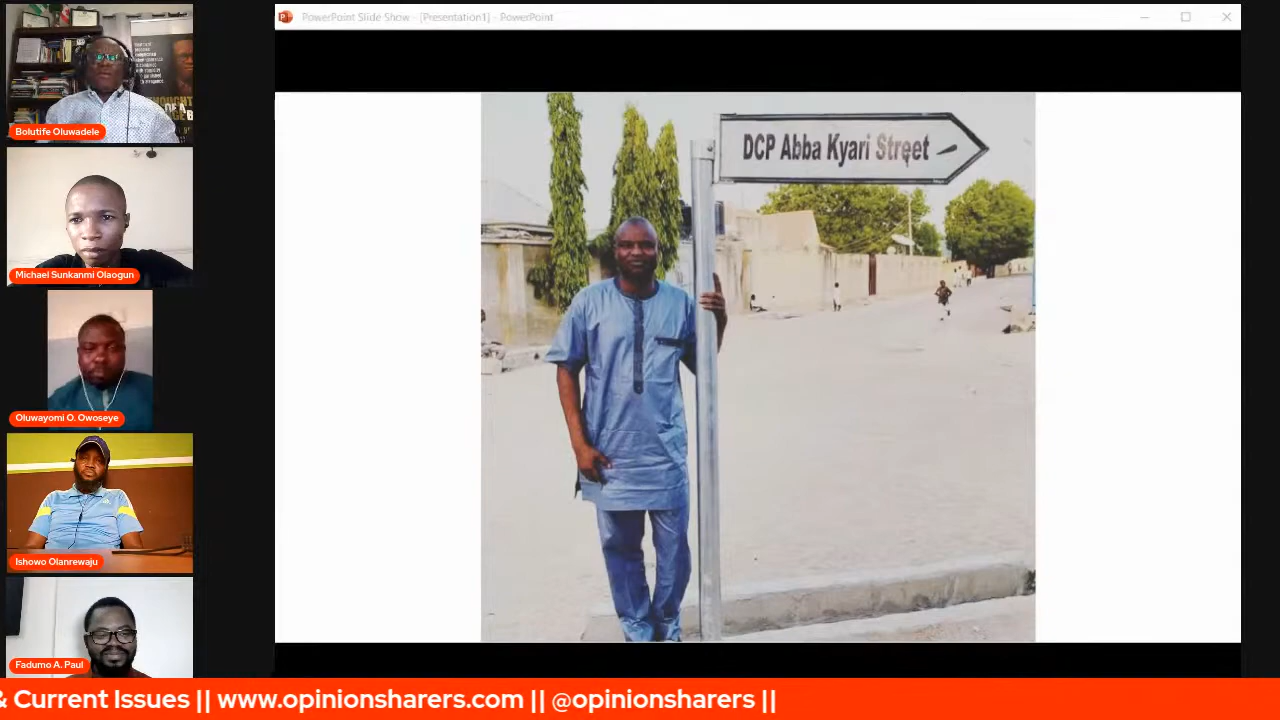 PowerPoint Slide Show - [Presentation1] - PowerPoint
DCP Abba Kyari Street
Bolutife Oluwadele
Michael Sunkanmi Olaogun
Oluwayomi O. Owoseye
Ishowo Olanrewaju
Fadumo A. Paul
& Current Issues || www.opinionsharers.com || @opinionsharers ||